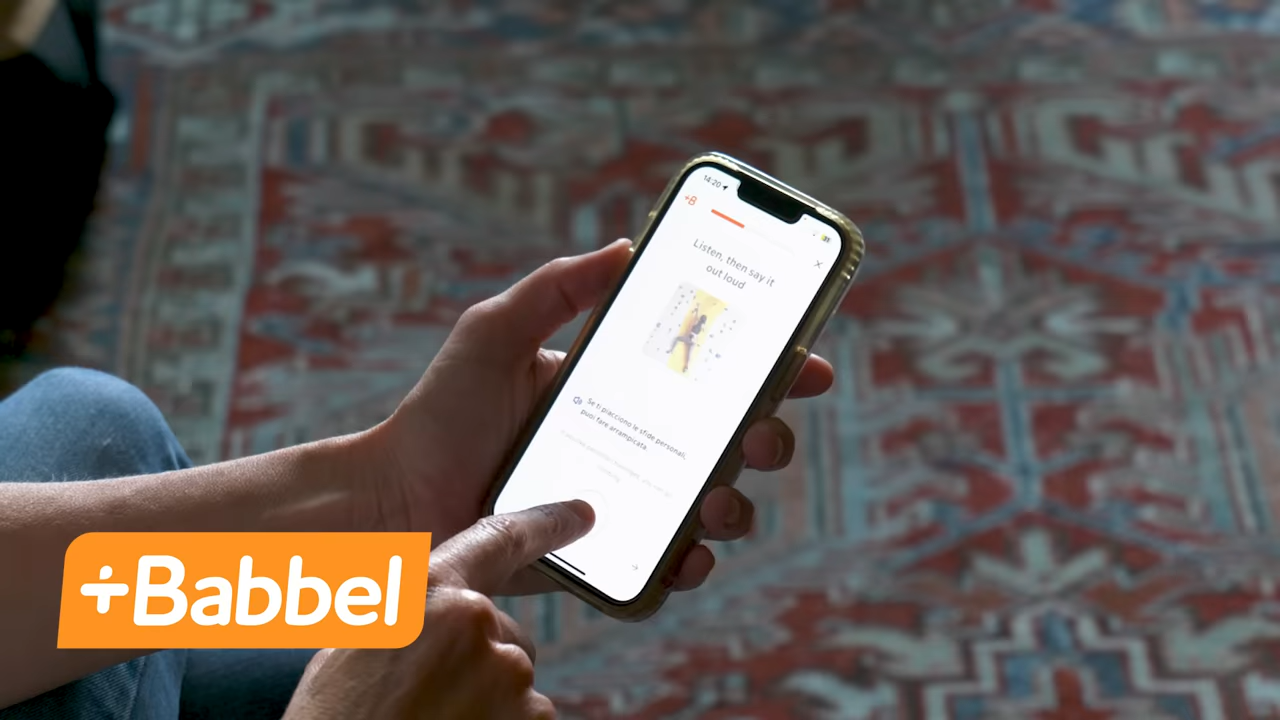 14:20
+B
Listen, then say it
out loud
Se ti piacciono le sfide personali,
puoi fare arrampicata.
+Babbel